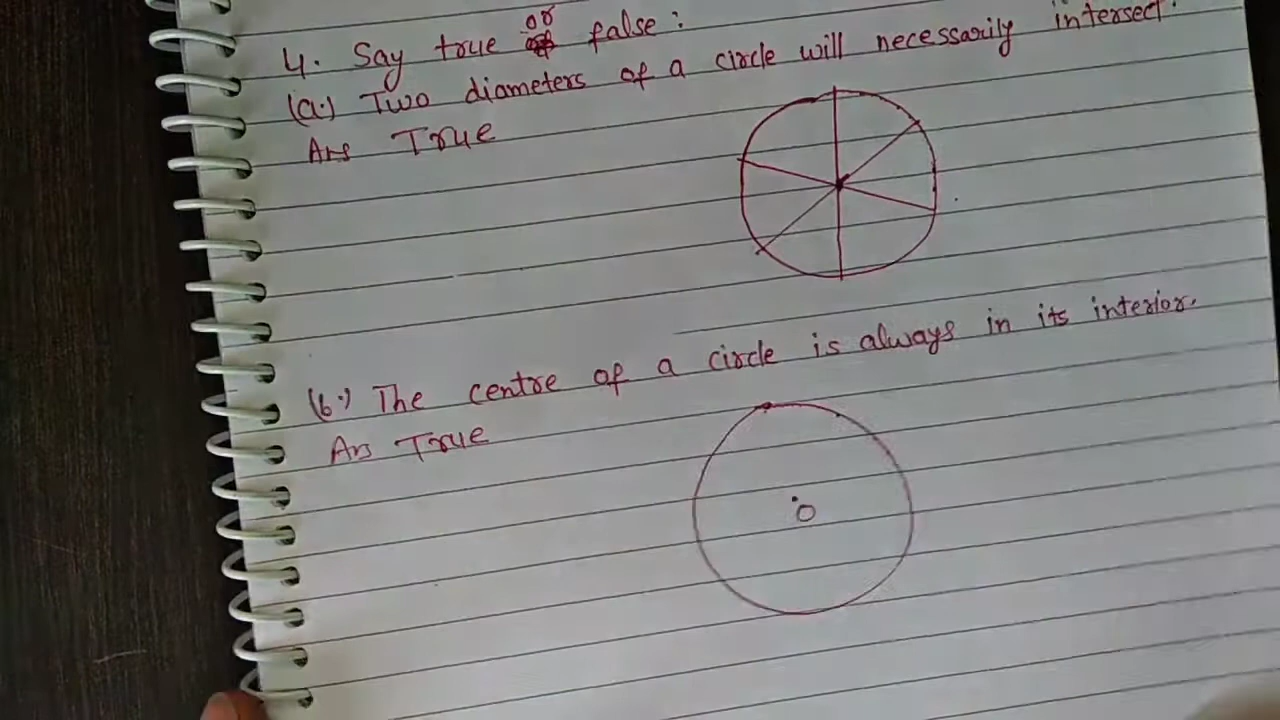 4. Say true or false:
(a.) Two diameters of a circle will necessarily intersect.
Ans True
(b.) The centre of a circle is always in its interior.
Ans True
O